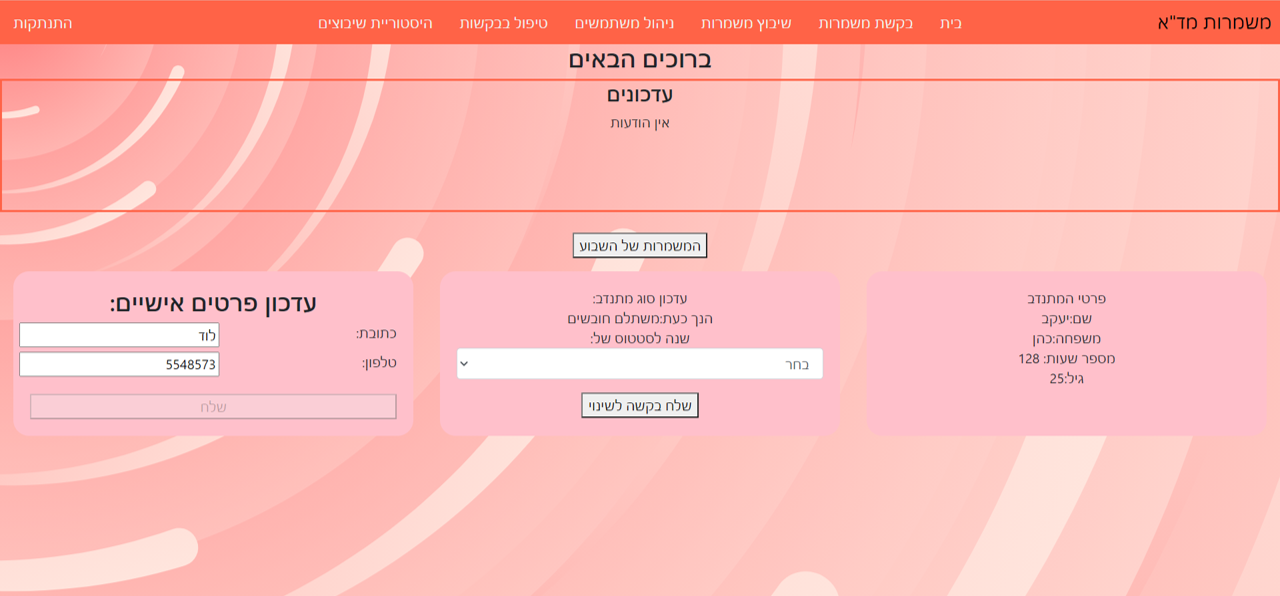 משמרות מד"א
בית
בקשת משמרות
שיבוץ משמרות
ניהול משתמשים
טיפול בבקשות
היסטוריית שיבוצים
התנתקות
ברוכים הבאים
עדכונים
אין הודעות
המשמרות של השבוע
פרטי המתנדב
שם:יעקב
משפחה:כהן
מספר שעות: 128
גיל:25
עדכון סוג מתנדב:
הנך כעת:משתלם חובשים
שנה לסטטוס של:
בחר
שלח בקשה לשינוי
עדכון פרטים אישיים:
כתובת:
לוד
טלפון:
5548573
שלח